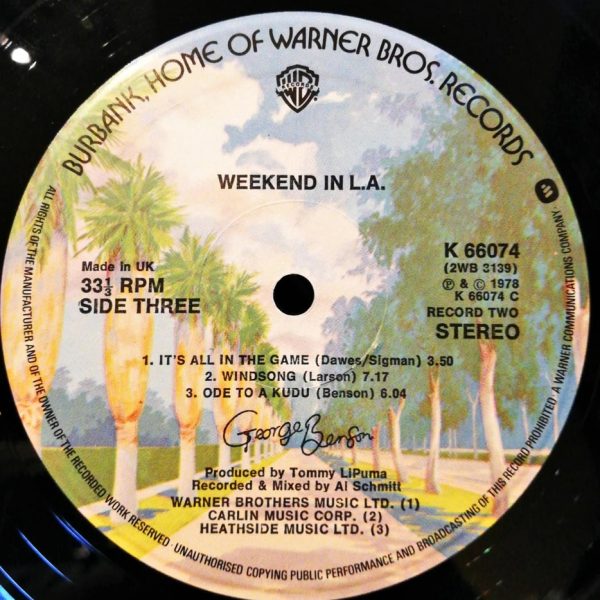 BURBANK, HOME OF WARNER BROS. RECORDS
WB
RECORDS
WEEKEND IN L.A.
Made in UK
33⅓ RPM
SIDE THREE
K 66074
(2WB 3139)
℗ & © 1978
K 66074 C
RECORD TWO
STEREO
1. IT'S ALL IN THE GAME (Dawes/Sigman) 3.50
2. WINDSONG (Larson) 7.17
3. ODE TO A KUDU (Benson) 6.04
George Benson
Produced by Tommy LiPuma
Recorded & Mixed by Al Schmitt
WARNER BROTHERS MUSIC LTD. (1)
CARLIN MUSIC CORP. (2)
HEATHSIDE MUSIC LTD. (3)
ALL RIGHTS OF THE MANUFACTURER AND OF THE OWNER OF THE RECORDED WORK RESERVED UNAUTHORISED COPYING PUBLIC PERFORMANCE AND BROADCASTING OF THIS RECORD PROHIBITED. A WARNER COMMUNICATIONS COMPANY.